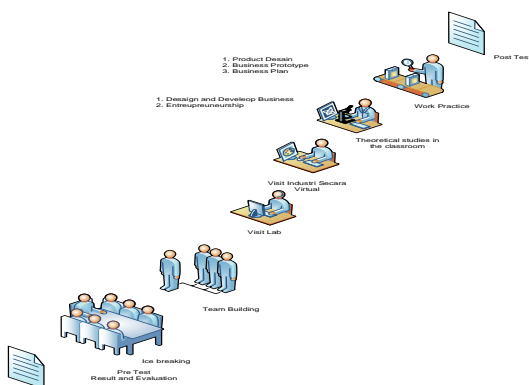 Post Tes
1. Product Desain
2. Business Prototype
3. Business Plan
1. Desaign and Develeop Business
2. Entreupreuneurship
Work Practice
Theoretical studies in
the classroom
Visit Industri Secara
Virtual
Visit Lab
Team Building
Ice breaking
Pre Test
Result and Evaluation